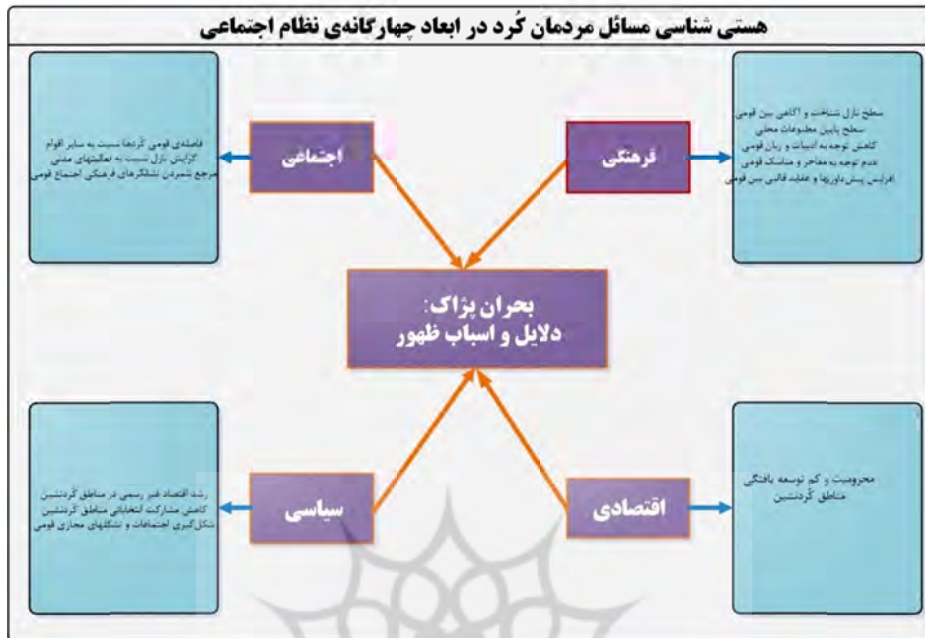 هستی شناسی مسائل مردمان کُرد در ابعاد چهارگانه‌ی نظام اجتماعی
سطح نازل شناخت و آگاهی بین قومی
سطح پایین مطبوعات محلی
کاهش توجه به ادبیات و زبان قومی
عدم توجه به مفاخر و مناسک قومی
افزایش پیش‌داوریها و عقاید قالبی بین قومی
فرهنگی
اجتماعی
فاصله‌ی قومی کُردها نسبت به سایر اقوام
گرایش نازل نسبت به فعالیتهای مدنی
مرجع شمردن نشانگرهای فرهنگی اجتماع قومی
بحران پژاک:
دلایل و اسباب ظهور
محرومیت و کم توسعه یافتگی
مناطق کُردنشین
اقتصادی
سیاسی
رشد اقتصاد غیر رسمی در مناطق کُردنشین
کاهش مشارکت انتخاباتی مناطق کُردنشین
شکل‌گیری اجتماعات و تشکلهای مجازی قومی